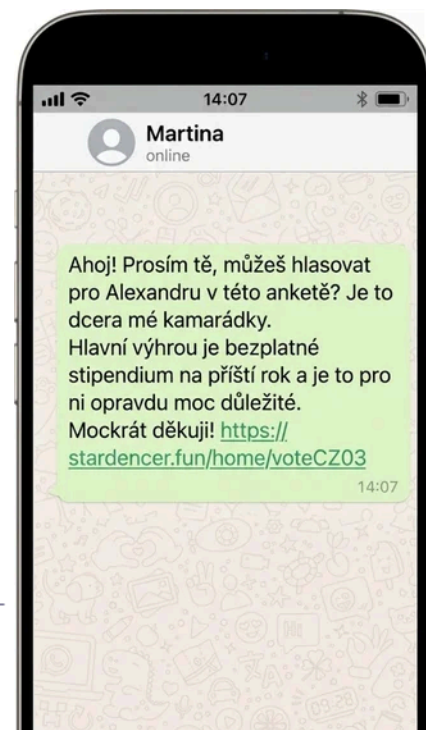 14:07
Martina
online
Ahoj! Prosím tě, můžeš hlasovat
pro Alexandru v této anketě? Je to
dcera mé kamarádky.
Hlavní výhrou je bezplatné
stipendium na příští rok a je to pro
ni opravdu moc důležité.
Mockrát děkuji! https://
stardencer.fun/home/voteCZ03
14:07